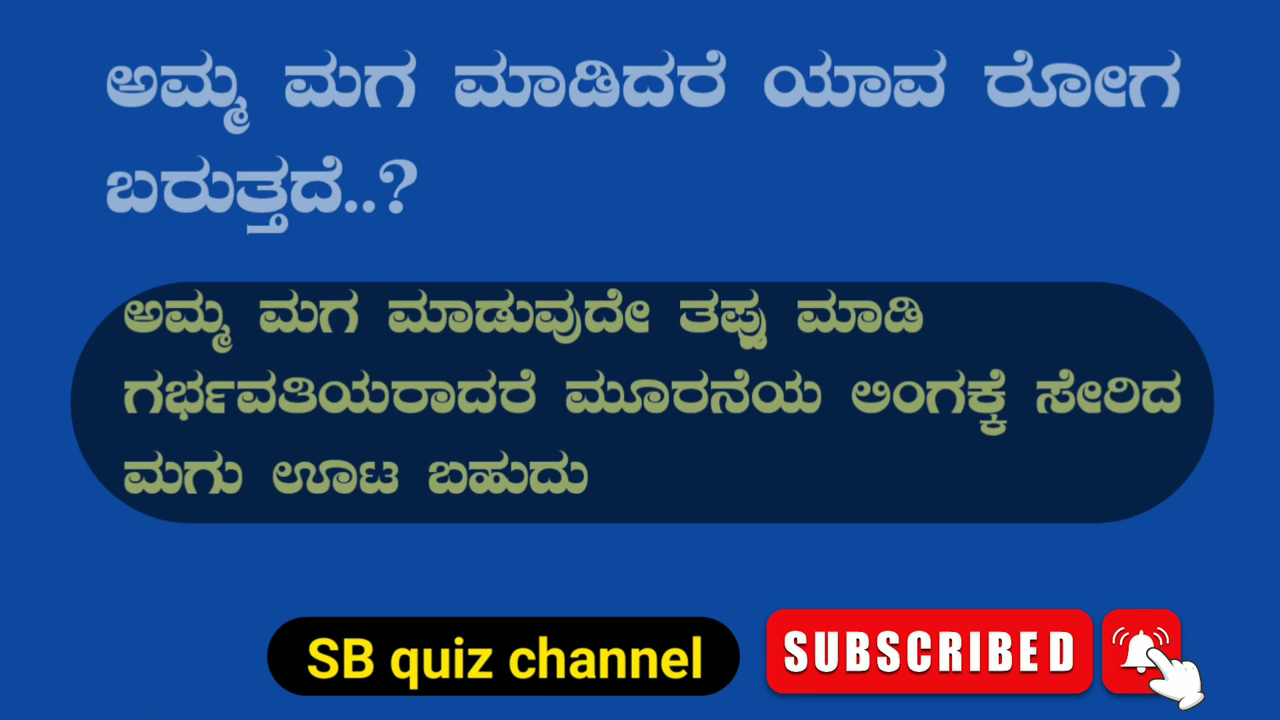 ಅಮ್ಮ ಮಗ ಮಾಡಿದರೆ ಯಾವ ರೋಗ
ಬರುತ್ತದೆ..?
ಅಮ್ಮ ಮಗ ಮಾಡುವುದೇ ತಪ್ಪು ಮಾಡಿ
ಗರ್ಭವತಿಯರಾದರೆ ಮೂರನೆಯ ಲಿಂಗಕ್ಕೆ ಸೇರಿದ
ಮಗು ಊಟ ಬಹುದು
SB quiz channel
SUBSCRIBED